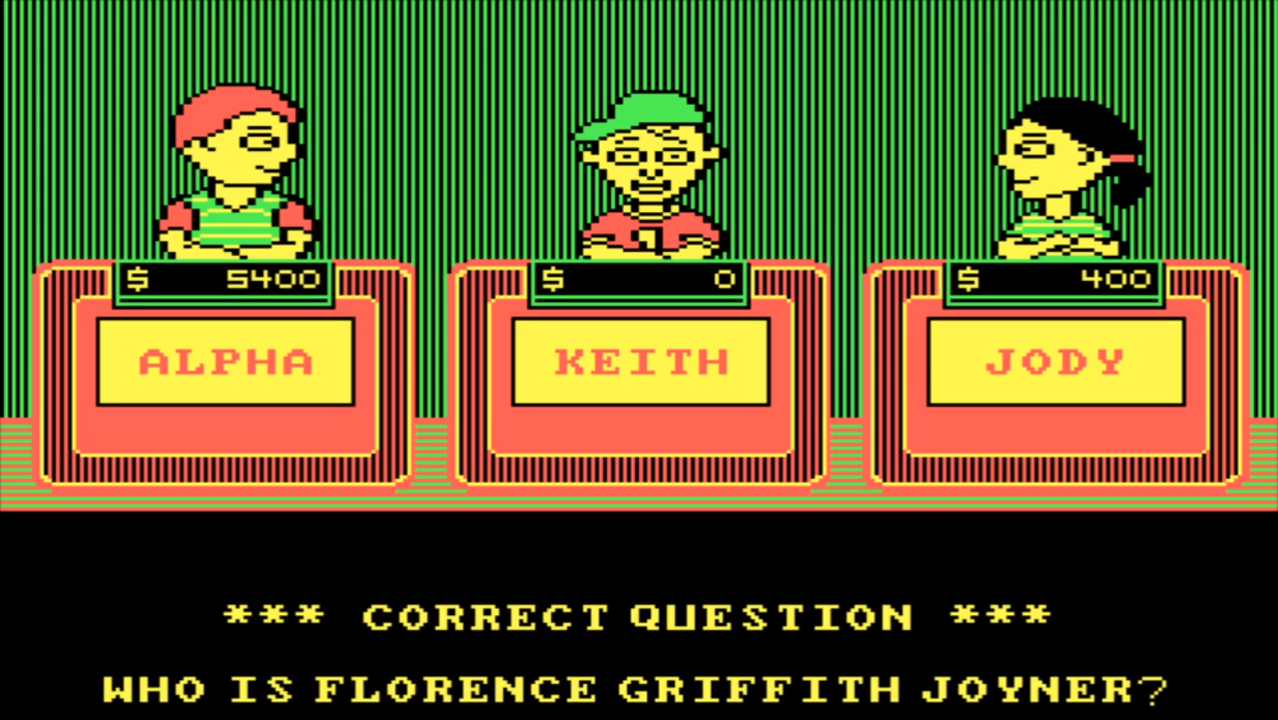 $ 5400
$ 0
$ 400
ALPHA
KEITH
JODY
*** CORRECT QUESTION ***
WHO IS FLORENCE GRIFFITH JOYNER?